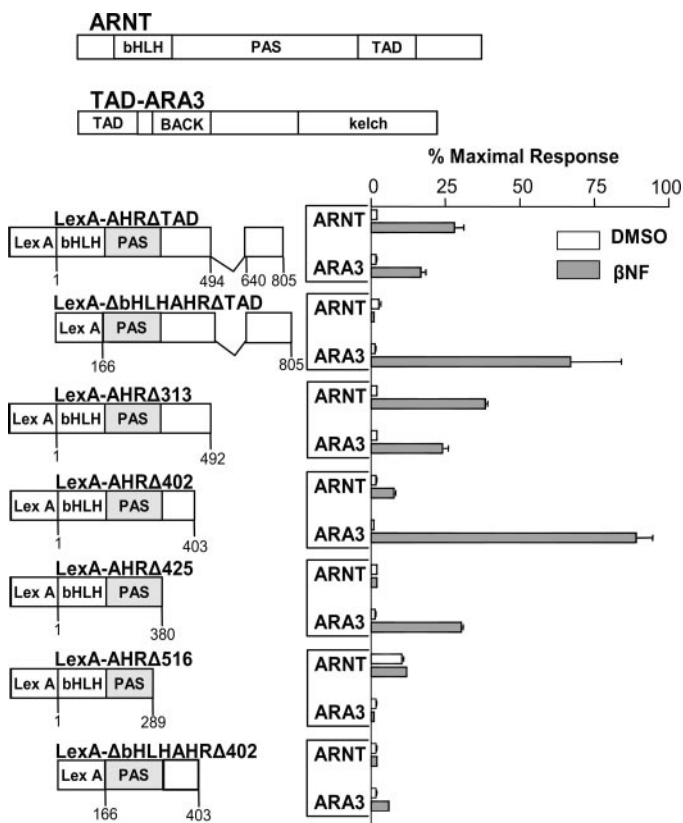 ARNT
bHLH PAS TAD
TAD-ARA3
TAD BACK kelch
% Maximal Response
0 25 50 75 100
DMSO
βNF
LexA-AHRΔTAD
Lex A bHLH PAS
1 494 640 805
ARNT
ARA3
LexA-ΔbHLHAHRΔTAD
Lex A PAS
166 805
ARNT
ARA3
LexA-AHRΔ313
Lex A bHLH PAS
1 492
ARNT
ARA3
LexA-AHRΔ402
Lex A bHLH PAS
1 403
ARNT
ARA3
LexA-AHRΔ425
Lex A bHLH PAS
1 380
ARNT
ARA3
LexA-AHRΔ516
Lex A bHLH PAS
1 289
ARNT
ARA3
LexA-ΔbHLHAHRΔ402
Lex A PAS
166 403
ARNT
ARA3